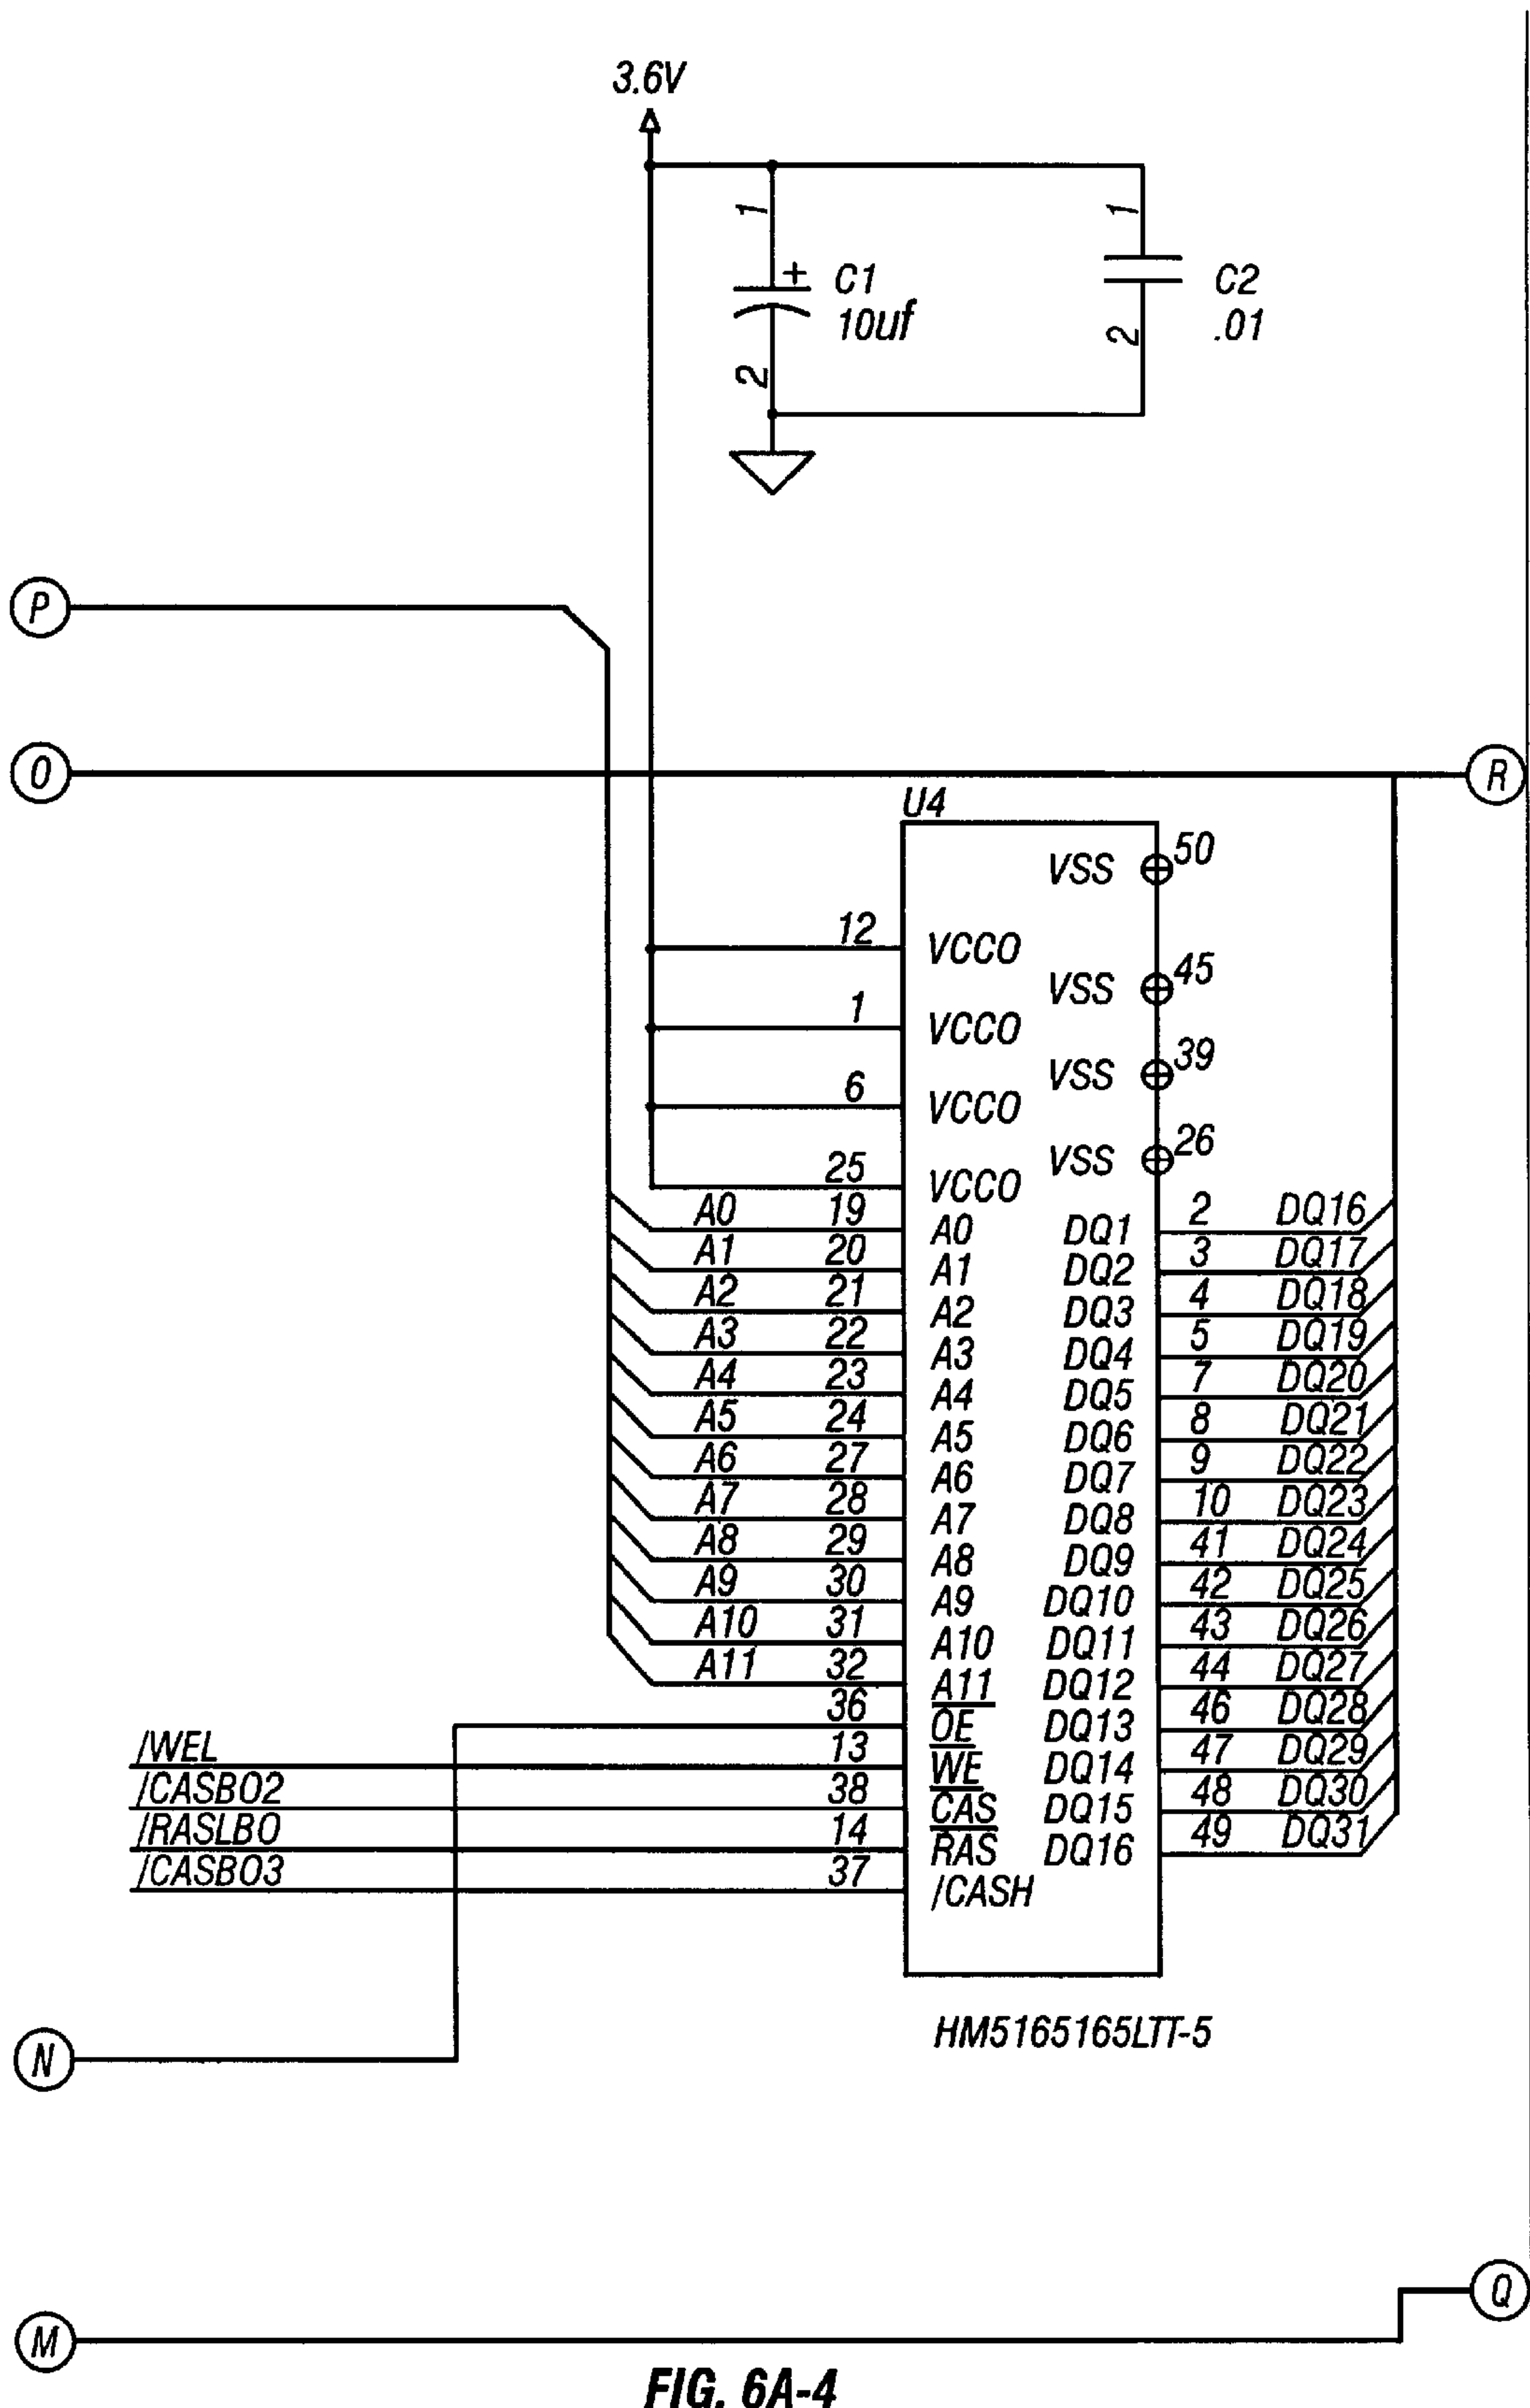 3.6V
1
1
+ C1
10uf
C2
.01
2
2
P
O
R
U4
VSS 50
12 VCCO
VSS 45
1 VCCO
VSS 39
6 VCCO
VSS 26
25 VCCO
A0 19 A0 DQ1 2 DQ16
A1 20 A1 DQ2 3 DQ17
A2 21 A2 DQ3 4 DQ18
A3 22 A3 DQ4 5 DQ19
A4 23 A4 DQ5 7 DQ20
A5 24 A5 DQ6 8 DQ21
A6 27 A6 DQ7 9 DQ22
A7 28 A7 DQ8 10 DQ23
A8 29 A8 DQ9 41 DQ24
A9 30 A9 DQ10 42 DQ25
A10 31 A10 DQ11 43 DQ26
A11 32 A11 DQ12 44 DQ27
36 OE DQ13 46 DQ28
/WEL 13 WE DQ14 47 DQ29
/CASBO2 38 CAS DQ15 48 DQ30
/RASLBO 14 RAS DQ16 49 DQ31
/CASBO3 37 /CASH
HM5165165LTT-5
N
Q
M
FIG. 6A-4